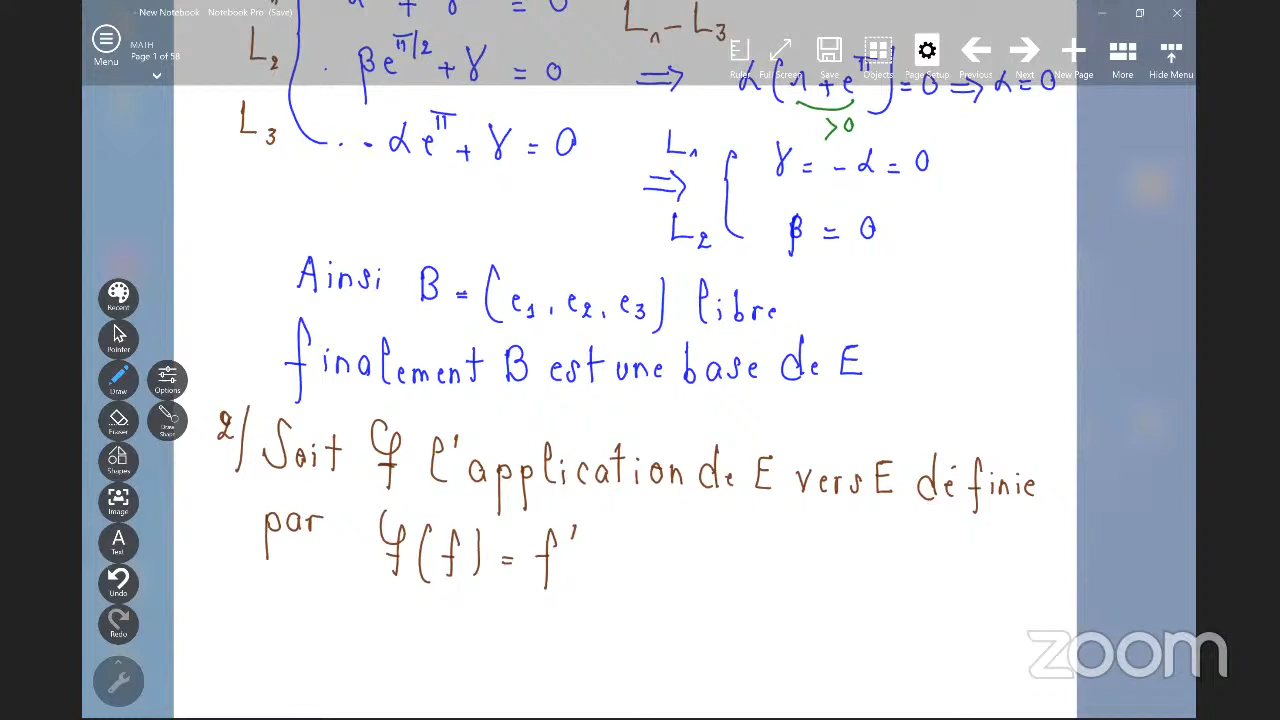 New Notebook Notebook Pro (Save)
Menu
MATH
Page 1 of 58
Ruler
Full Screen
Save
Objects
Page Setup
Previous
Next
New Page
More
Hide Menu
= 0
L₁ - L₃
L₂
βe^π/2 + γ = 0
⟹ α(1 + e^π) = 0 ⟹ α = 0
> 0
L₃
.. - αe^π + γ = 0
L₁
⟹ { γ = - α = 0
L₂
β = 0
Ainsi B = (e₁, e₂, e₃) libre
finalement B est une base de E
2/ Soit φ l'application de E vers E définie
par φ(f) = f'
Recent
Pointer
Draw
Options
Eraser
Draw Shape
Shapes
Image
Text
Undo
Redo
zoom